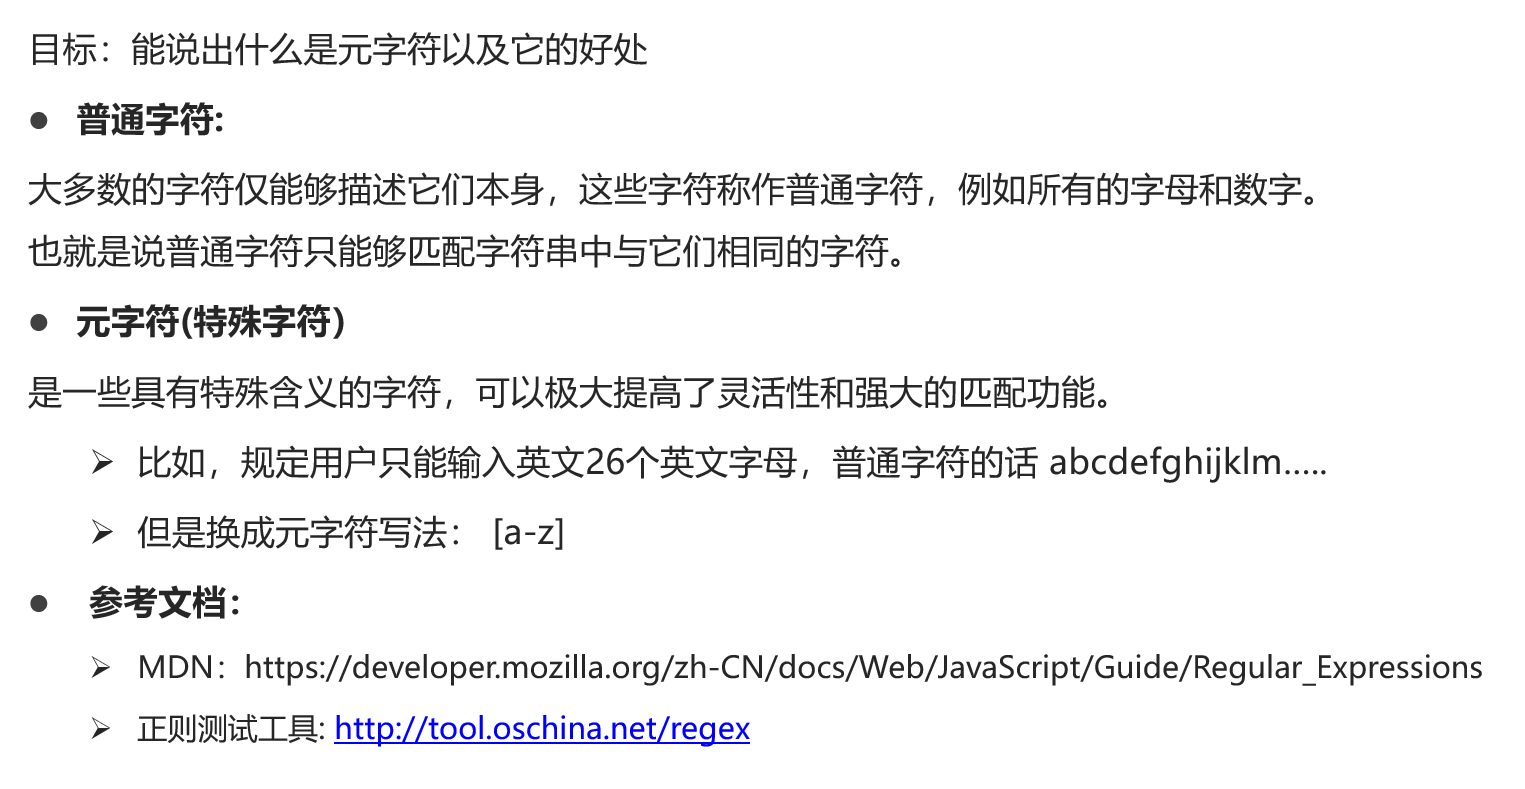 目标：能说出什么是元字符以及它的好处
● 普通字符:
大多数的字符仅能够描述它们本身，这些字符称作普通字符，例如所有的字母和数字。
也就是说普通字符只能够匹配字符串中与它们相同的字符。
● 元字符(特殊字符）
是一些具有特殊含义的字符，可以极大提高了灵活性和强大的匹配功能。
➢ 比如，规定用户只能输入英文26个英文字母，普通字符的话 abcdefghijklm…..
➢ 但是换成元字符写法： [a-z]
● 参考文档：
➢ MDN：https://developer.mozilla.org/zh-CN/docs/Web/JavaScript/Guide/Regular_Expressions
➢ 正则测试工具: http://tool.oschina.net/regex